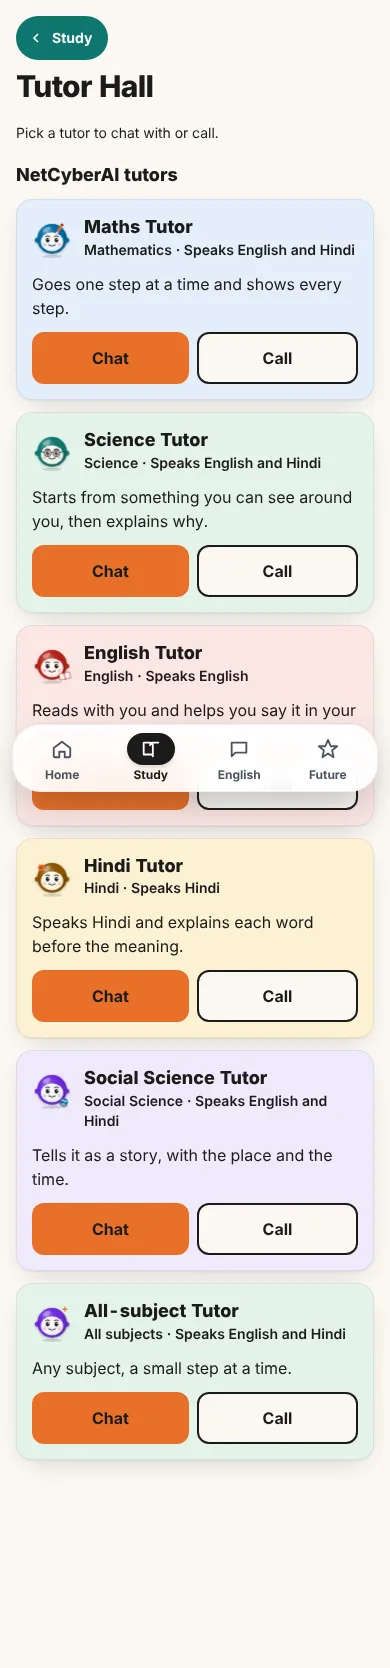 Study
Tutor Hall
Pick a tutor to chat with or call.
NetCyberAI tutors
Maths Tutor
Mathematics · Speaks English and Hindi
Goes one step at a time and shows every
step.
Chat Call
Science Tutor
Science · Speaks English and Hindi
Starts from something you can see around
you, then explains why.
Chat Call
English Tutor
English · Speaks English
Reads with you and helps you say it in your
Home Study English Future
Hindi Tutor
Hindi · Speaks Hindi
Speaks Hindi and explains each word
before the meaning.
Chat Call
Social Science Tutor
Social Science · Speaks English and
Hindi
Tells it as a story, with the place and the
time.
Chat Call
All-subject Tutor
All subjects · Speaks English and Hindi
Any subject, a small step at a time.
Chat Call